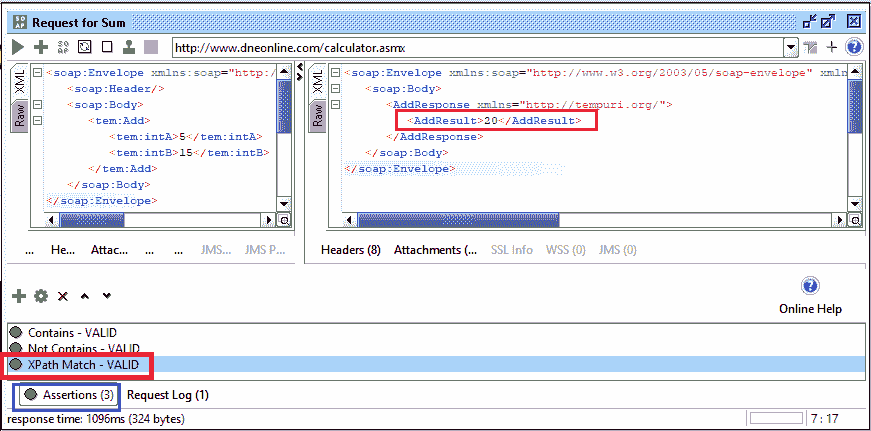 Request for Sum
http://www.dneonline.com/calculator.asmx
XML
Raw
<soap:Envelope xmlns:soap="http:/
<soap:Header/>
<soap:Body>
<tem:Add>
<tem:intA>5</tem:intA>
<tem:intB>15</tem:intB>
</tem:Add>
</soap:Body>
</soap:Envelope>
XML
Raw
<soap:Envelope xmlns:soap="http://www.w3.org/2003/05/soap-envelope" xmln
<soap:Body>
<AddResponse xmlns="http://tempuri.org/">
<AddResult>20</AddResult>
</AddResponse>
</soap:Body>
</soap:Envelope>
... He... Attac... ... ... JMS... JMS P...
Headers (8) Attachments (... SSL Info WSS (0) JMS (0)
Online Help
Contains - VALID
Not Contains - VALID
XPath Match - VALID
Assertions (3) Request Log (1)
response time: 1096ms (324 bytes)
7 : 17